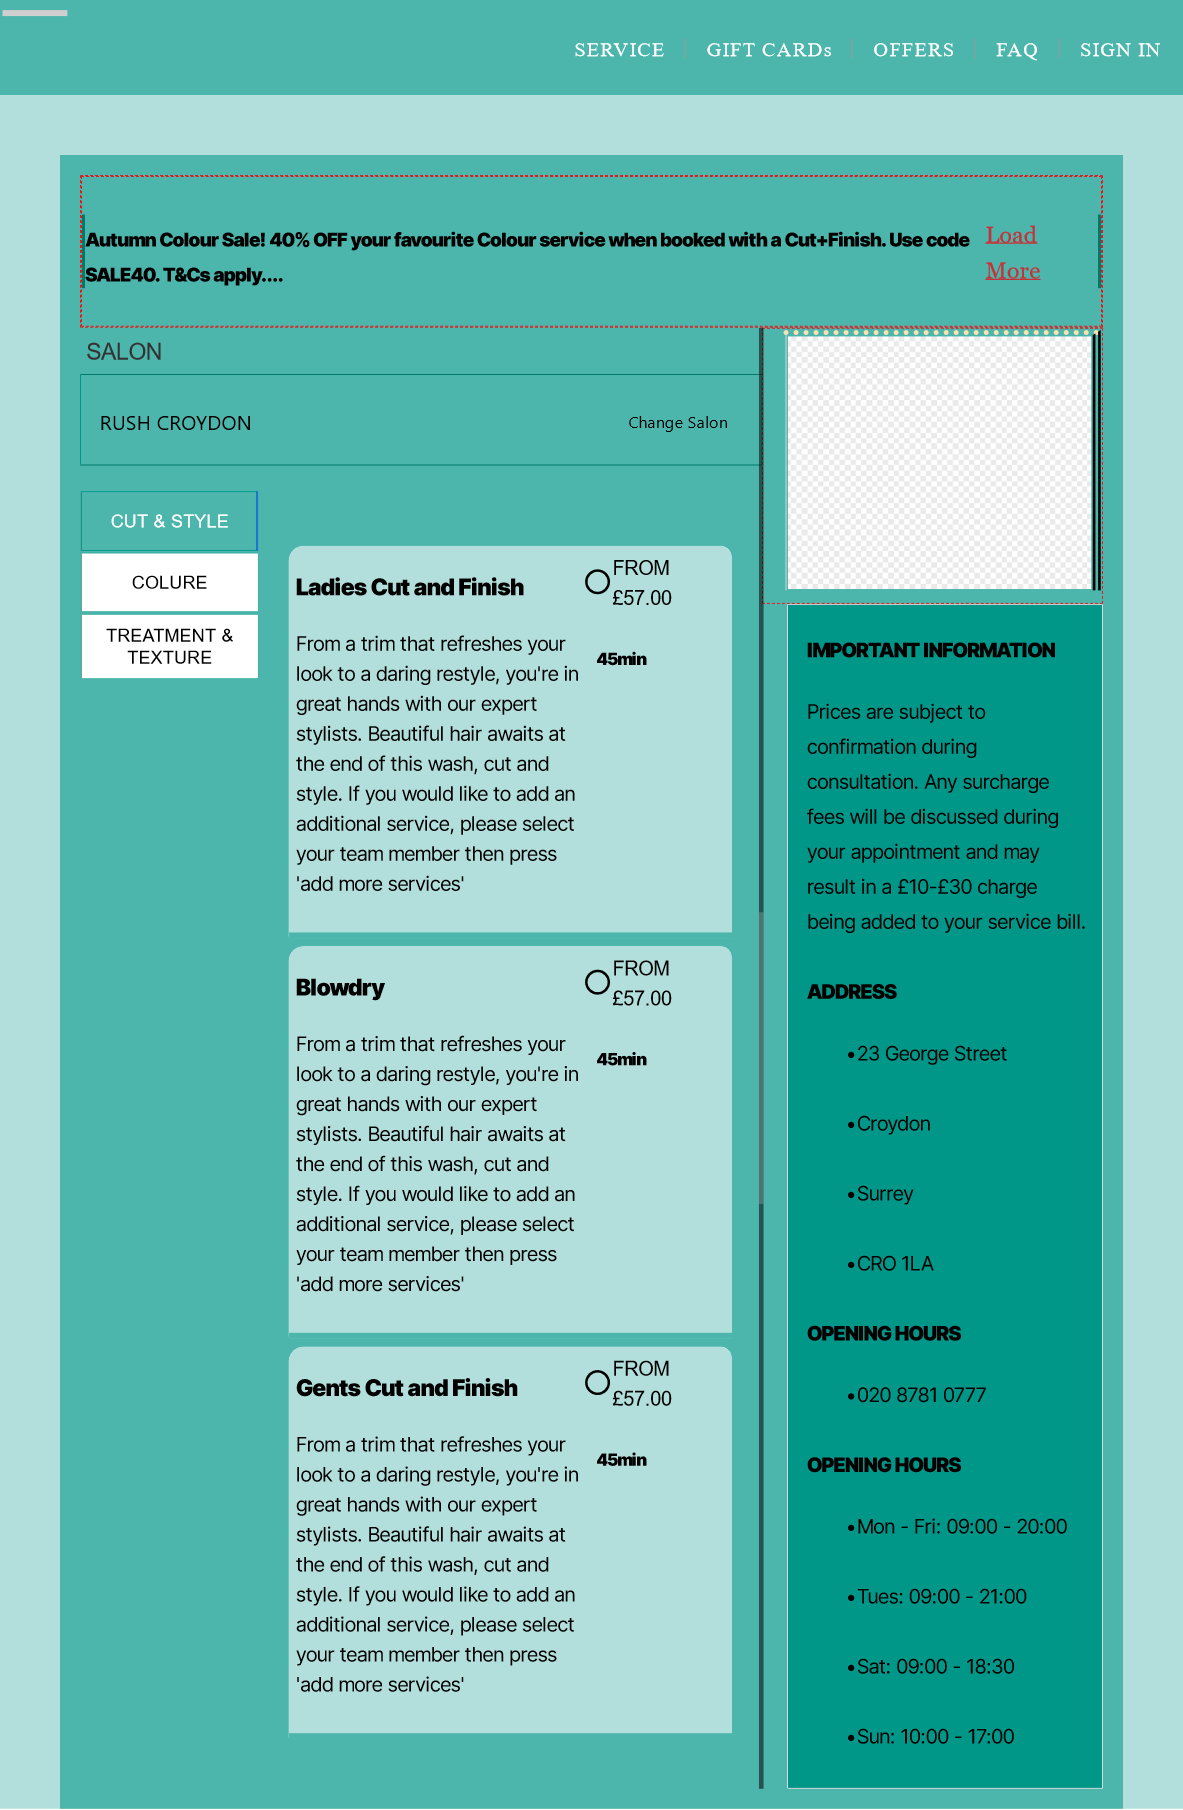 SERVICE
GIFT CARDs
OFFERS
FAQ
SIGN IN
Autumn Colour Sale! 40% OFF your favourite Colour service when booked with a Cut+Finish. Use code
SALE40. T&Cs apply....
Load
More
SALON
RUSH CROYDON
Change Salon
CUT & STYLE
COLURE
TREATMENT &
TEXTURE
Ladies Cut and Finish
FROM
£57.00
45min
From a trim that refreshes your
look to a daring restyle, you're in
great hands with our expert
stylists. Beautiful hair awaits at
the end of this wash, cut and
style. If you would like to add an
additional service, please select
your team member then press
'add more services'
Blowdry
FROM
£57.00
45min
From a trim that refreshes your
look to a daring restyle, you're in
great hands with our expert
stylists. Beautiful hair awaits at
the end of this wash, cut and
style. If you would like to add an
additional service, please select
your team member then press
'add more services'
Gents Cut and Finish
FROM
£57.00
45min
From a trim that refreshes your
look to a daring restyle, you're in
great hands with our expert
stylists. Beautiful hair awaits at
the end of this wash, cut and
style. If you would like to add an
additional service, please select
your team member then press
'add more services'
IMPORTANT INFORMATION
Prices are subject to
confirmation during
consultation. Any surcharge
fees will be discussed during
your appointment and may
result in a £10-£30 charge
being added to your service bill.
ADDRESS
•23 George Street
•Croydon
•Surrey
•CRO 1LA
OPENING HOURS
•020 8781 0777
OPENING HOURS
•Mon - Fri: 09:00 - 20:00
•Tues: 09:00 - 21:00
•Sat: 09:00 - 18:30
•Sun: 10:00 - 17:00